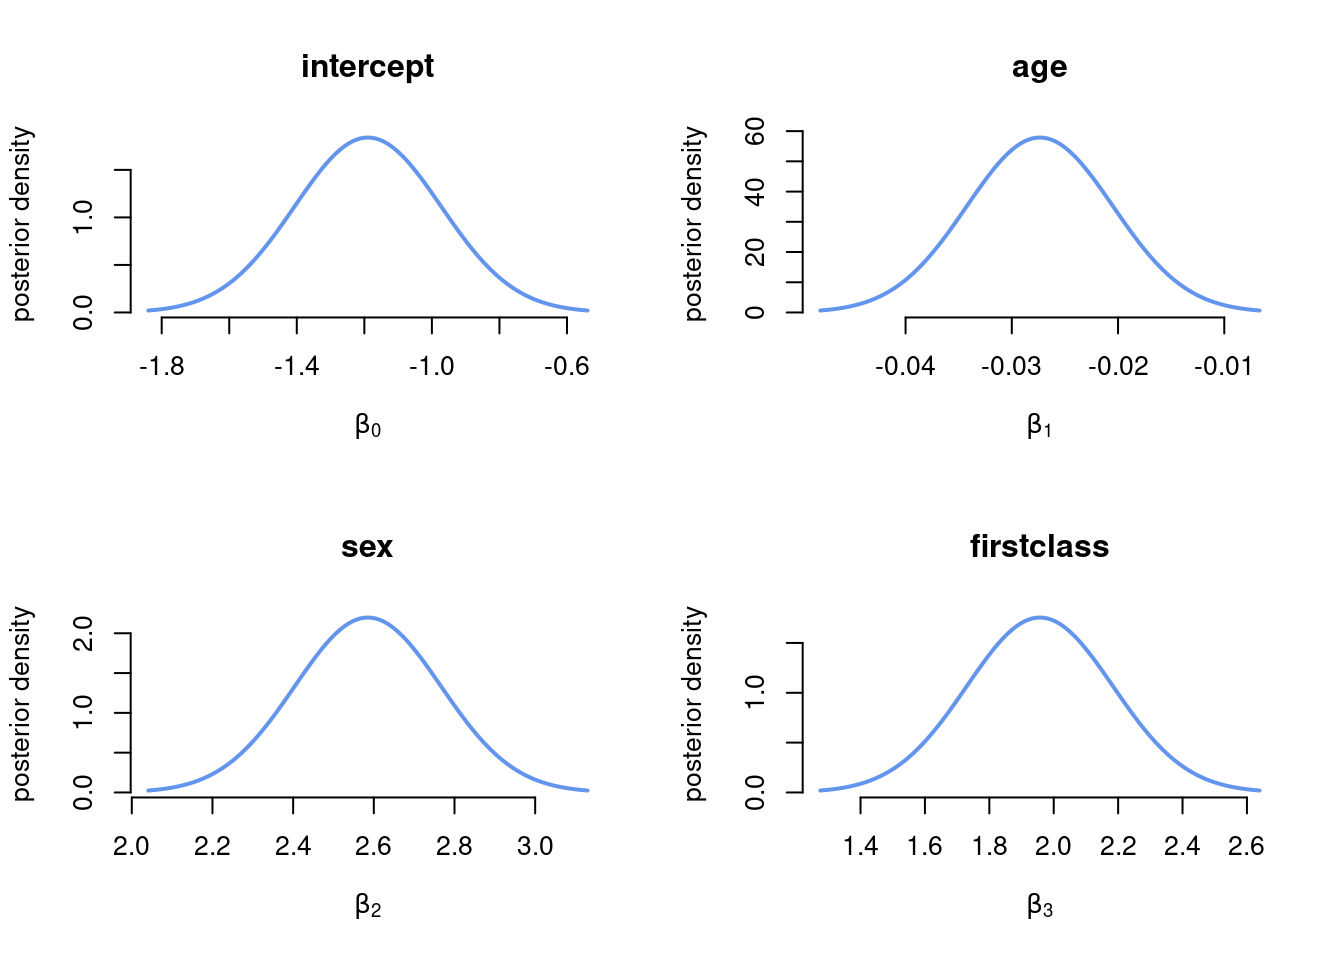 intercept
posterior density
0.0
1.0
-1.8 -1.4 -1.0 -0.6
β0
age
posterior density
0
20
40
60
-0.04 -0.03 -0.02 -0.01
β1
sex
posterior density
0.0
1.0
2.0
2.0 2.2 2.4 2.6 2.8 3.0
β2
firstclass
posterior density
0.0
1.0
1.4 1.6 1.8 2.0 2.2 2.4 2.6
β3